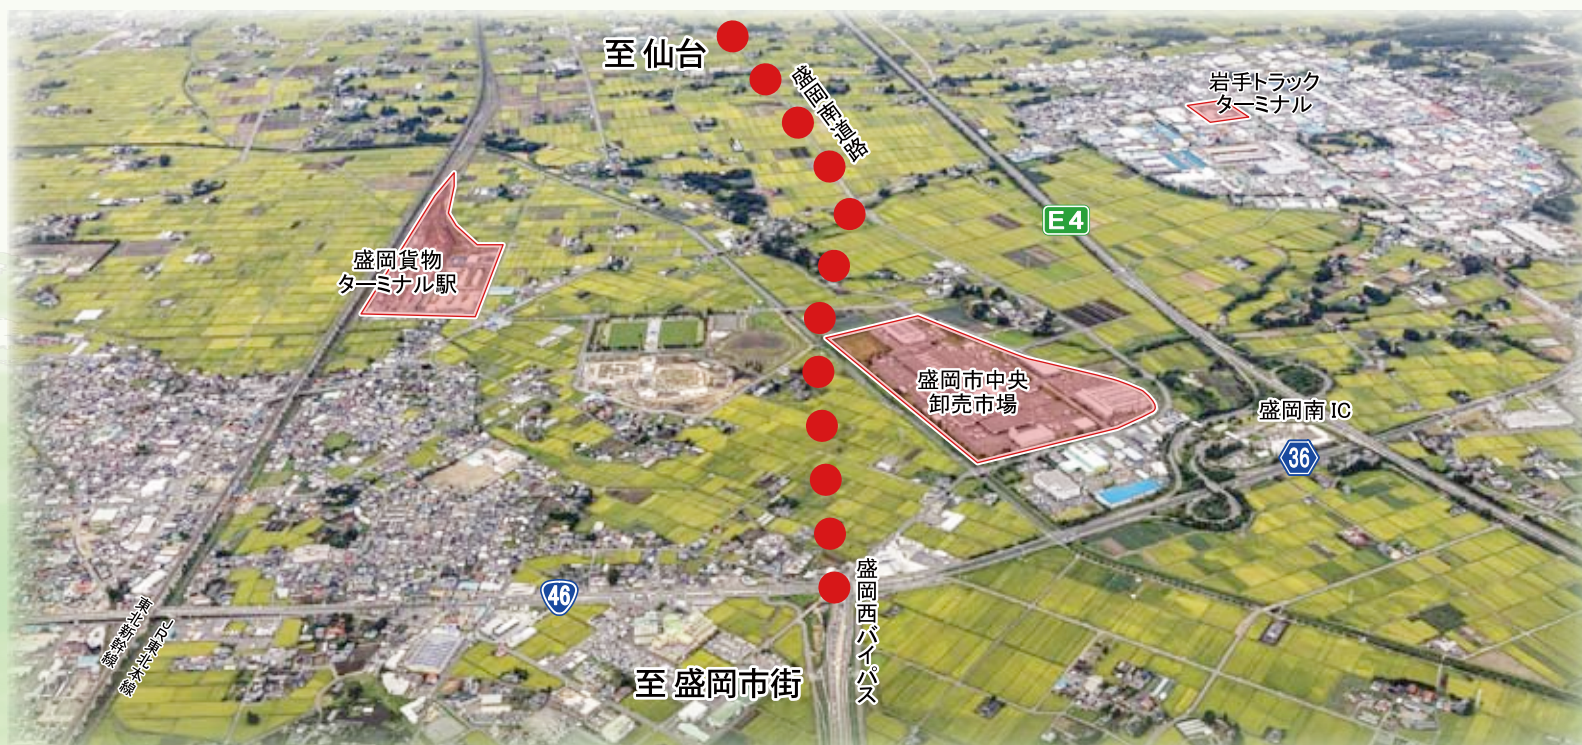 至 仙台
盛岡南道路
岩手トラック
ターミナル
E4
盛岡貨物
ターミナル駅
盛岡市中央
卸売市場
盛岡南 IC
36
46
盛岡西バイパス
東北新幹線
JR東北本線
至 盛岡市街